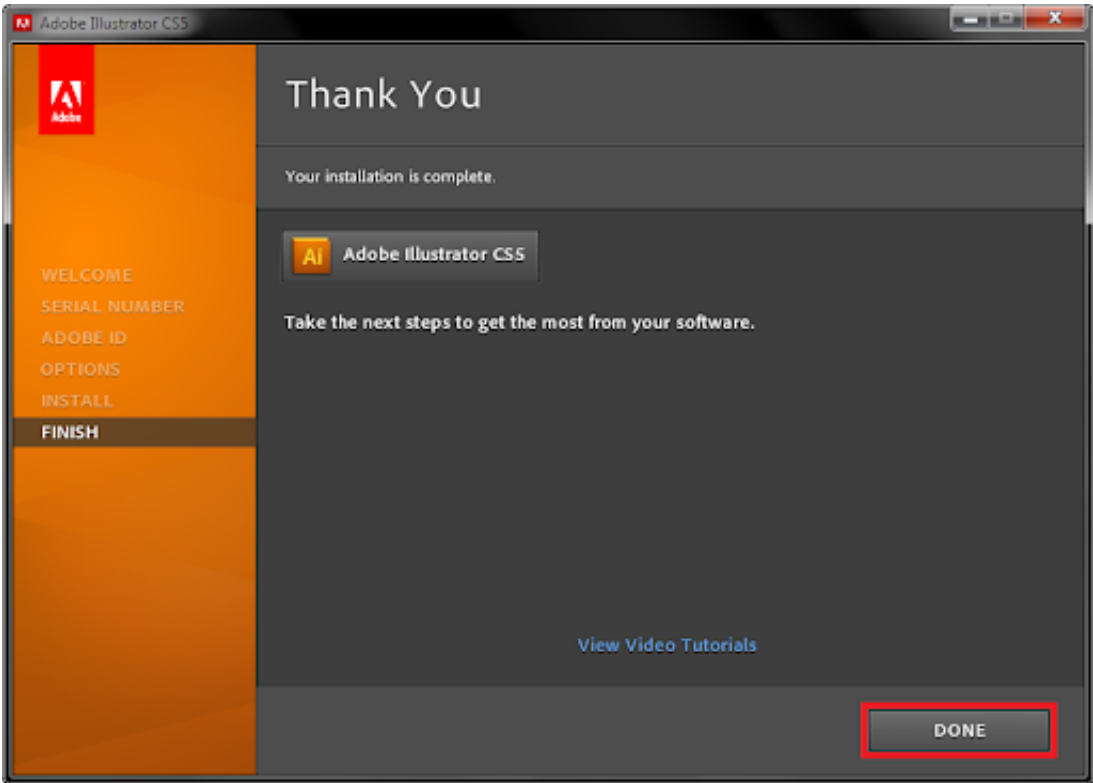 Adobe Illustrator CS5
Adobe
Thank You
Your installation is complete.
Ai Adobe Illustrator CS5
Take the next steps to get the most from your software.
WELCOME
SERIAL NUMBER
ADOBE ID
OPTIONS
INSTALL
FINISH
View Video Tutorials
DONE